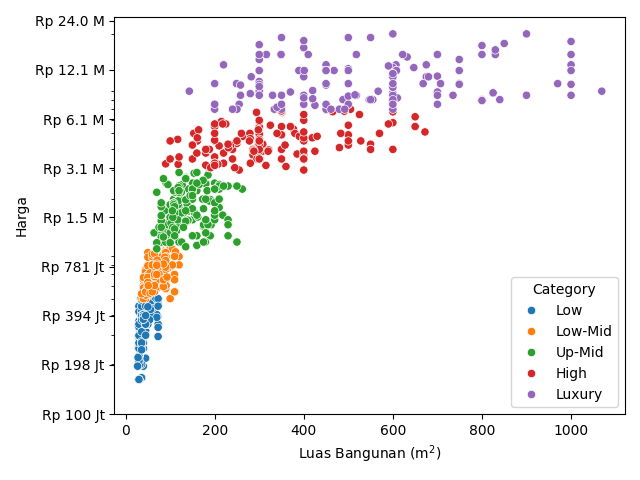 Rp 24.0 M
Rp 12.1 M
Rp 6.1 M
Rp 3.1 M
Rp 1.5 M
Rp 781 Jt
Rp 394 Jt
Rp 198 Jt
Rp 100 Jt
Harga
0
200
400
600
800
1000
Luas Bangunan (m²)
Category
Low
Low-Mid
Up-Mid
High
Luxury